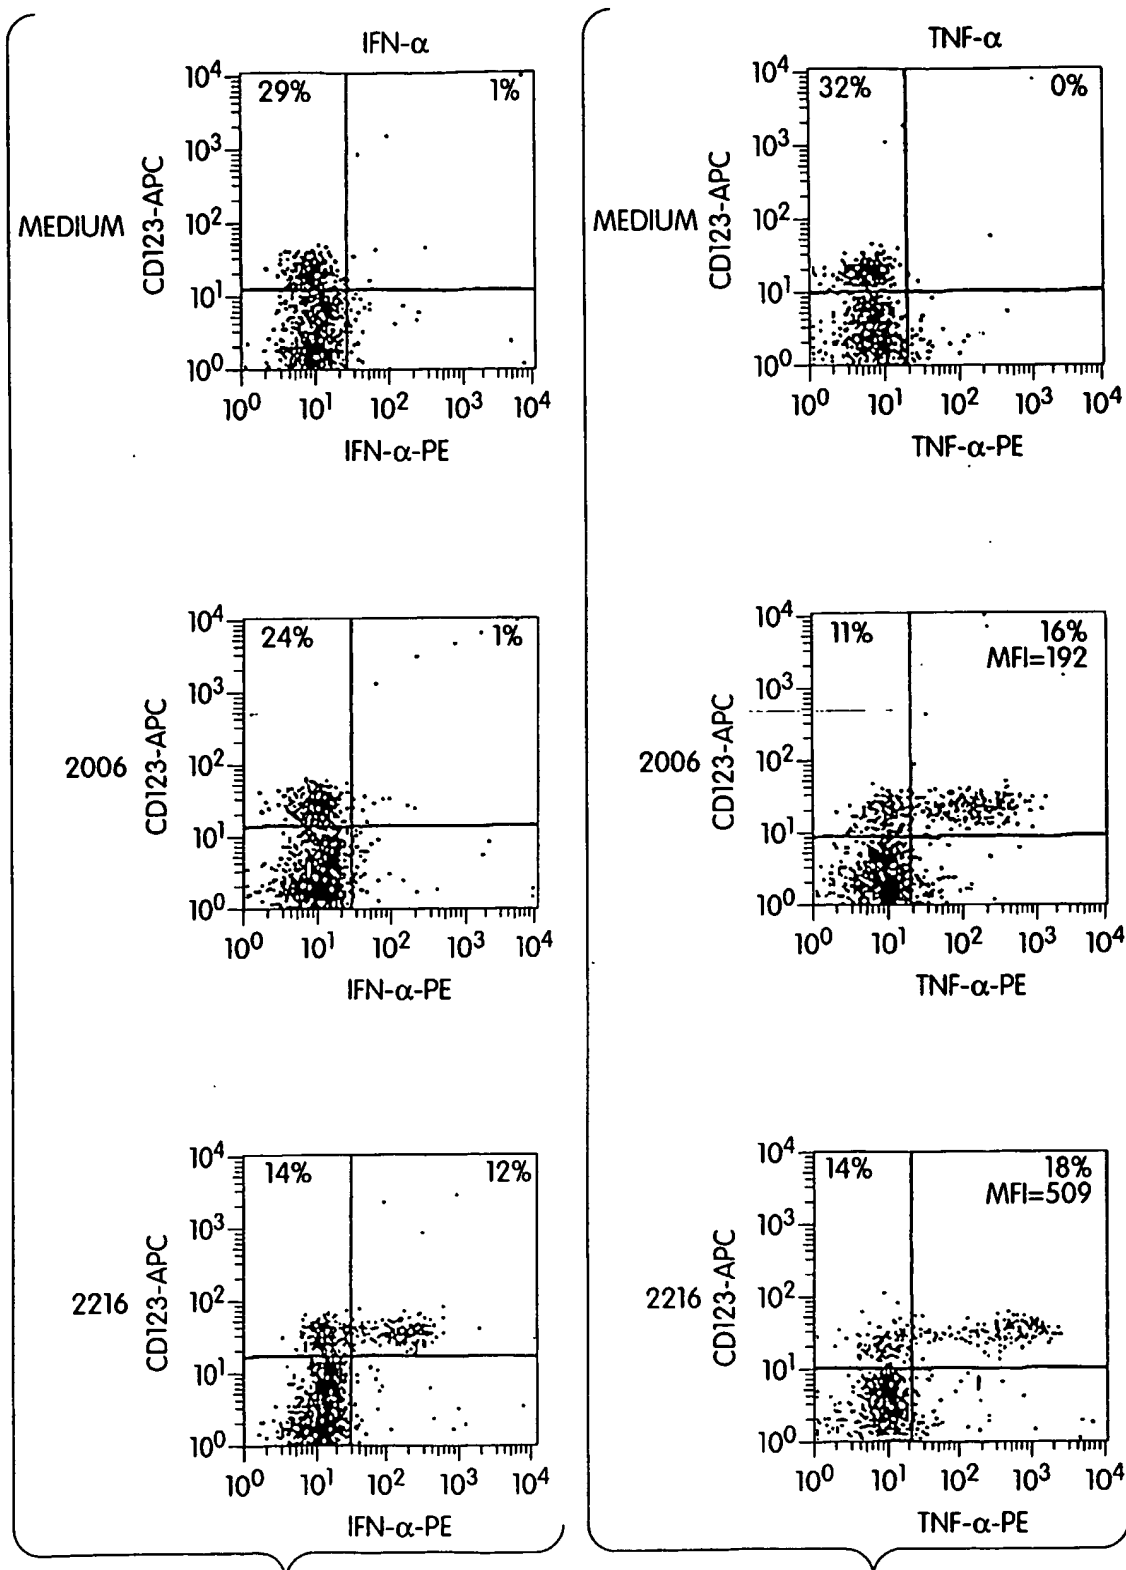 IFN-α
10⁴
29%
1%
10³
CD123-APC
MEDIUM
10²
10¹
10⁰
10⁰ 10¹ 10² 10³ 10⁴
IFN-α-PE
TNF-α
10⁴
32%
0%
10³
CD123-APC
MEDIUM
10²
10¹
10⁰
10⁰ 10¹ 10² 10³ 10⁴
TNF-α-PE
10⁴
24%
1%
10³
CD123-APC
2006
10²
10¹
10⁰
10⁰ 10¹ 10² 10³ 10⁴
IFN-α-PE
10⁴
11%
16%
MFI=192
10³
CD123-APC
2006
10²
10¹
10⁰
10⁰ 10¹ 10² 10³ 10⁴
TNF-α-PE
10⁴
14%
12%
10³
CD123-APC
2216
10²
10¹
10⁰
10⁰ 10¹ 10² 10³ 10⁴
IFN-α-PE
10⁴
14%
18%
MFI=509
10³
CD123-APC
2216
10²
10¹
10⁰
10⁰ 10¹ 10² 10³ 10⁴
TNF-α-PE